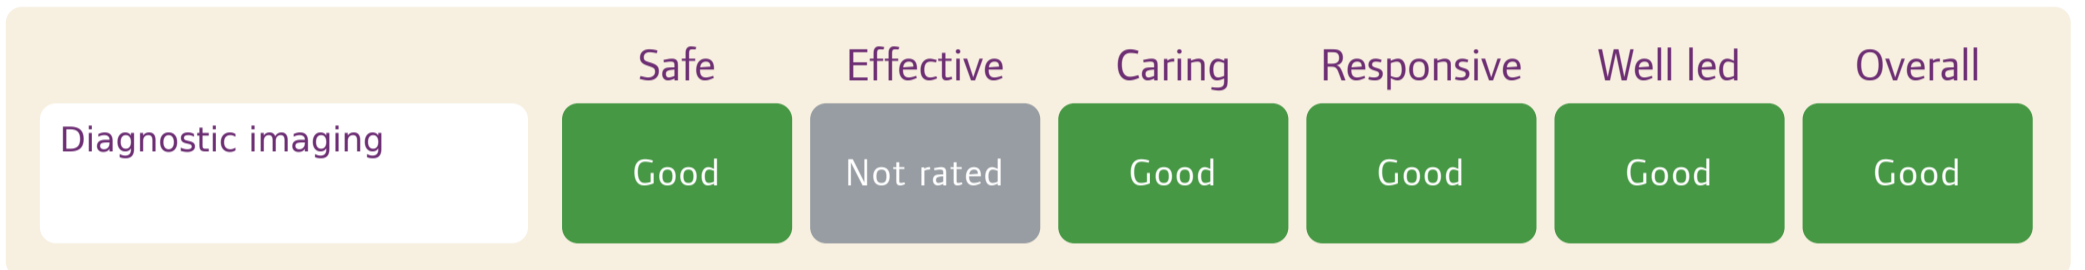 Safe Effective Caring Responsive Well led Overall
Diagnostic imaging
Good Not rated Good Good Good Good